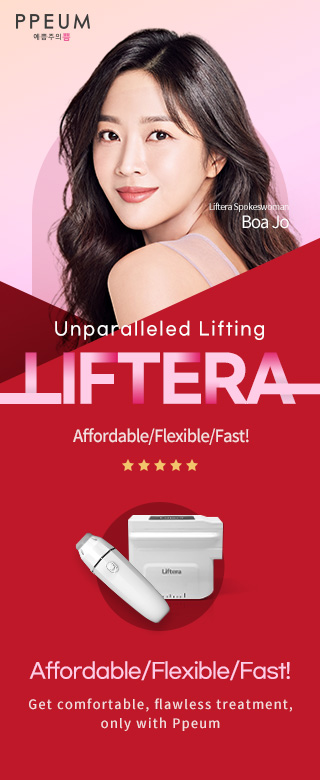 PPEUM
예쁨주의쁨
Liftera Spokeswoman
Boa Jo
Unparalleled Lifting
LIFTERA
Affordable/Flexible/Fast!
Liftera
Affordable/Flexible/Fast!
Get comfortable, flawless treatment,
only with Ppeum